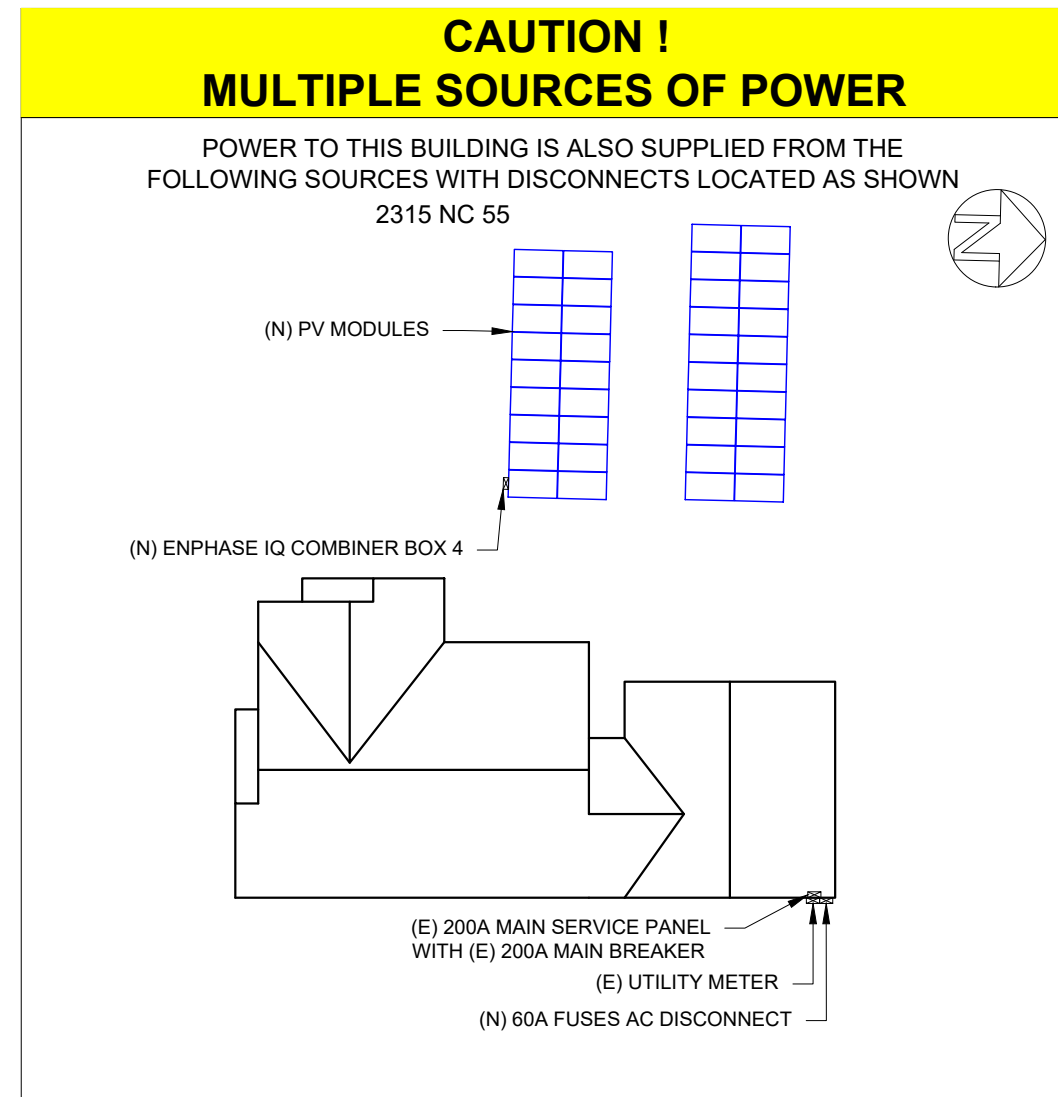 CAUTION !
MULTIPLE SOURCES OF POWER
POWER TO THIS BUILDING IS ALSO SUPPLIED FROM THE
FOLLOWING SOURCES WITH DISCONNECTS LOCATED AS SHOWN
2315 NC 55
N
(N) PV MODULES
(N) ENPHASE IQ COMBINER BOX 4
(E) 200A MAIN SERVICE PANEL
WITH (E) 200A MAIN BREAKER
(E) UTILITY METER
(N) 60A FUSES AC DISCONNECT